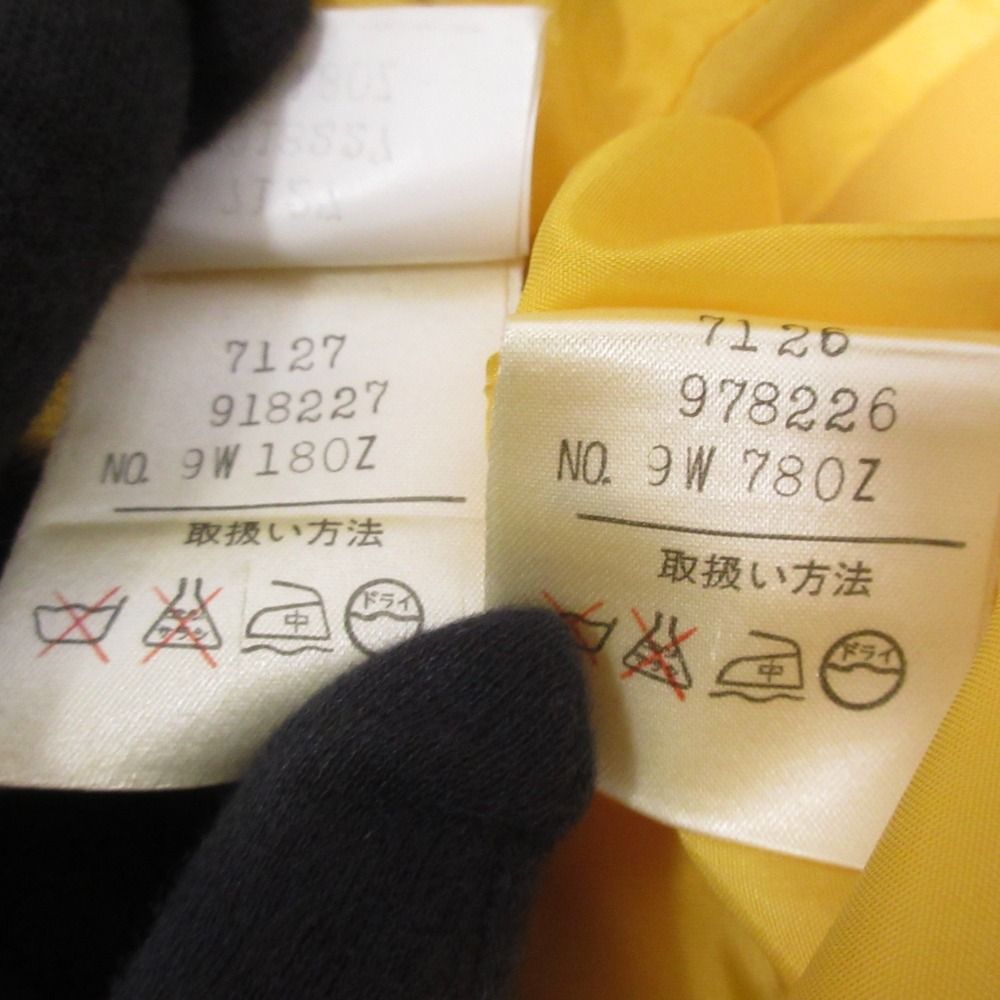 7127
918227
NO. 9W 180Z
取扱い方法
中 ドライ
7126
978226
NO. 9W 780Z
取扱い方法
中 ドライ